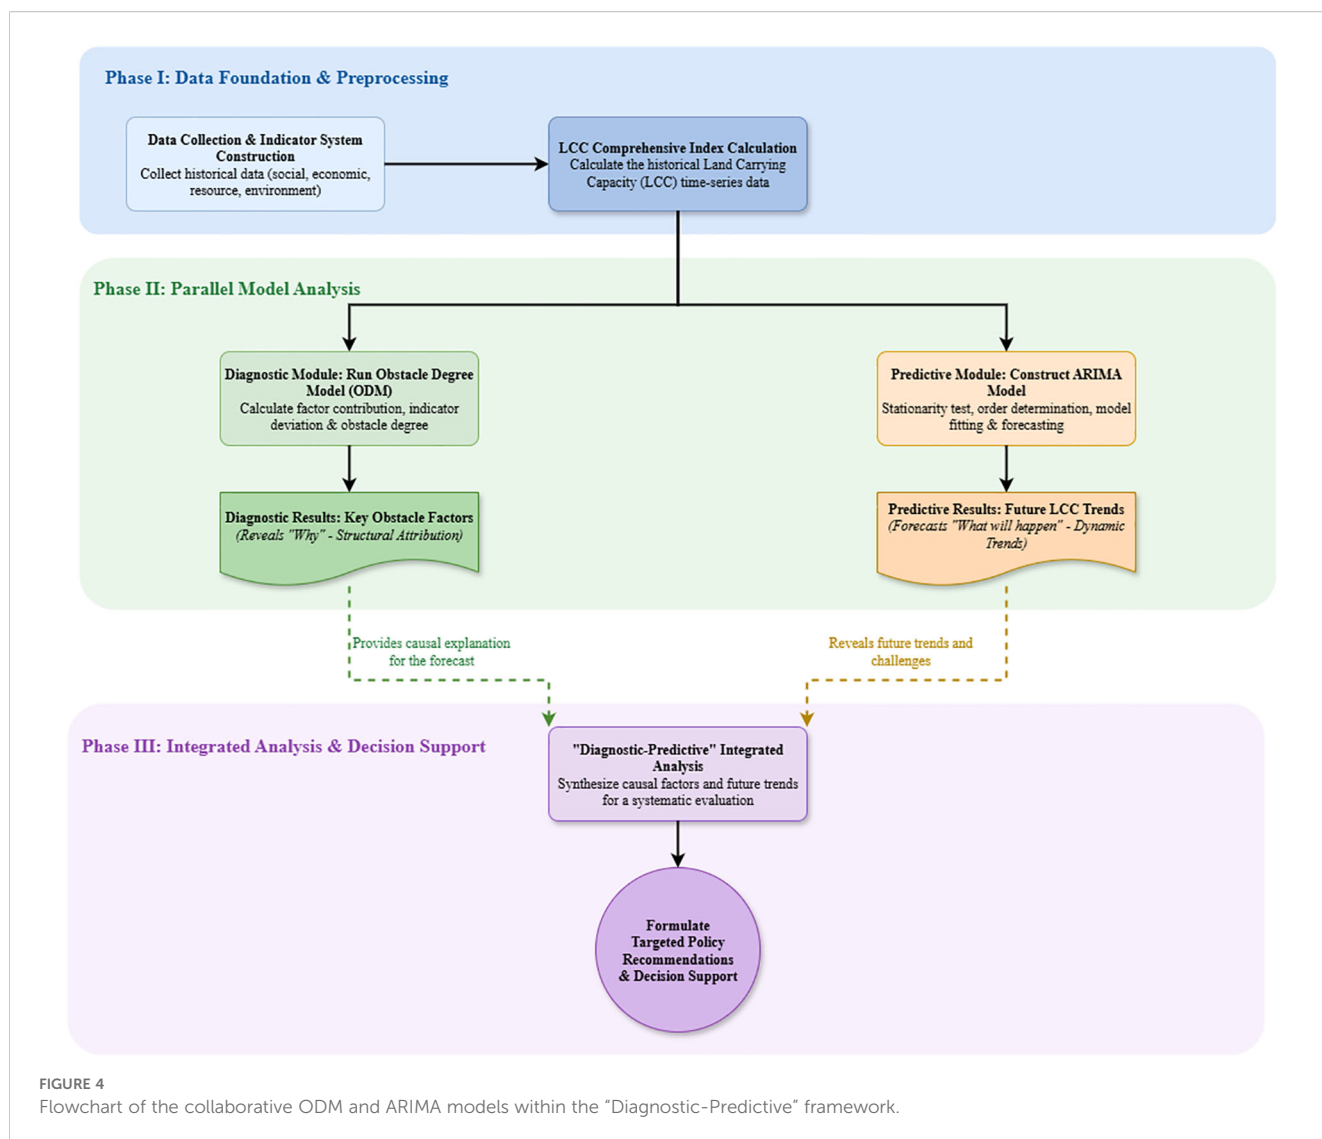 Phase I: Data Foundation & Preprocessing
Data Collection & Indicator System
Construction
Collect historical data (social, economic,
resource, environment)
LCC Comprehensive Index Calculation
Calculate the historical Land Carrying
Capacity (LCC) time-series data
Phase II: Parallel Model Analysis
Diagnostic Module: Run Obstacle Degree
Model (ODM)
Calculate factor contribution, indicator
deviation & obstacle degree
Predictive Module: Construct ARIMA
Model
Stationarity test, order determination, model
fitting & forecasting
Diagnostic Results: Key Obstacle Factors
(Reveals "Why" - Structural Attribution)
Predictive Results: Future LCC Trends
(Forecasts "What will happen" - Dynamic
Trends)
Provides causal explanation
for the forecast
Reveals future trends and
challenges
Phase III: Integrated Analysis & Decision Support
"Diagnostic-Predictive" Integrated
Analysis
Synthesize causal factors and future trends
for a systematic evaluation
Formulate
Targeted Policy
Recommendations
& Decision Support
FIGURE 4
Flowchart of the collaborative ODM and ARIMA models within the “Diagnostic-Predictive” framework.